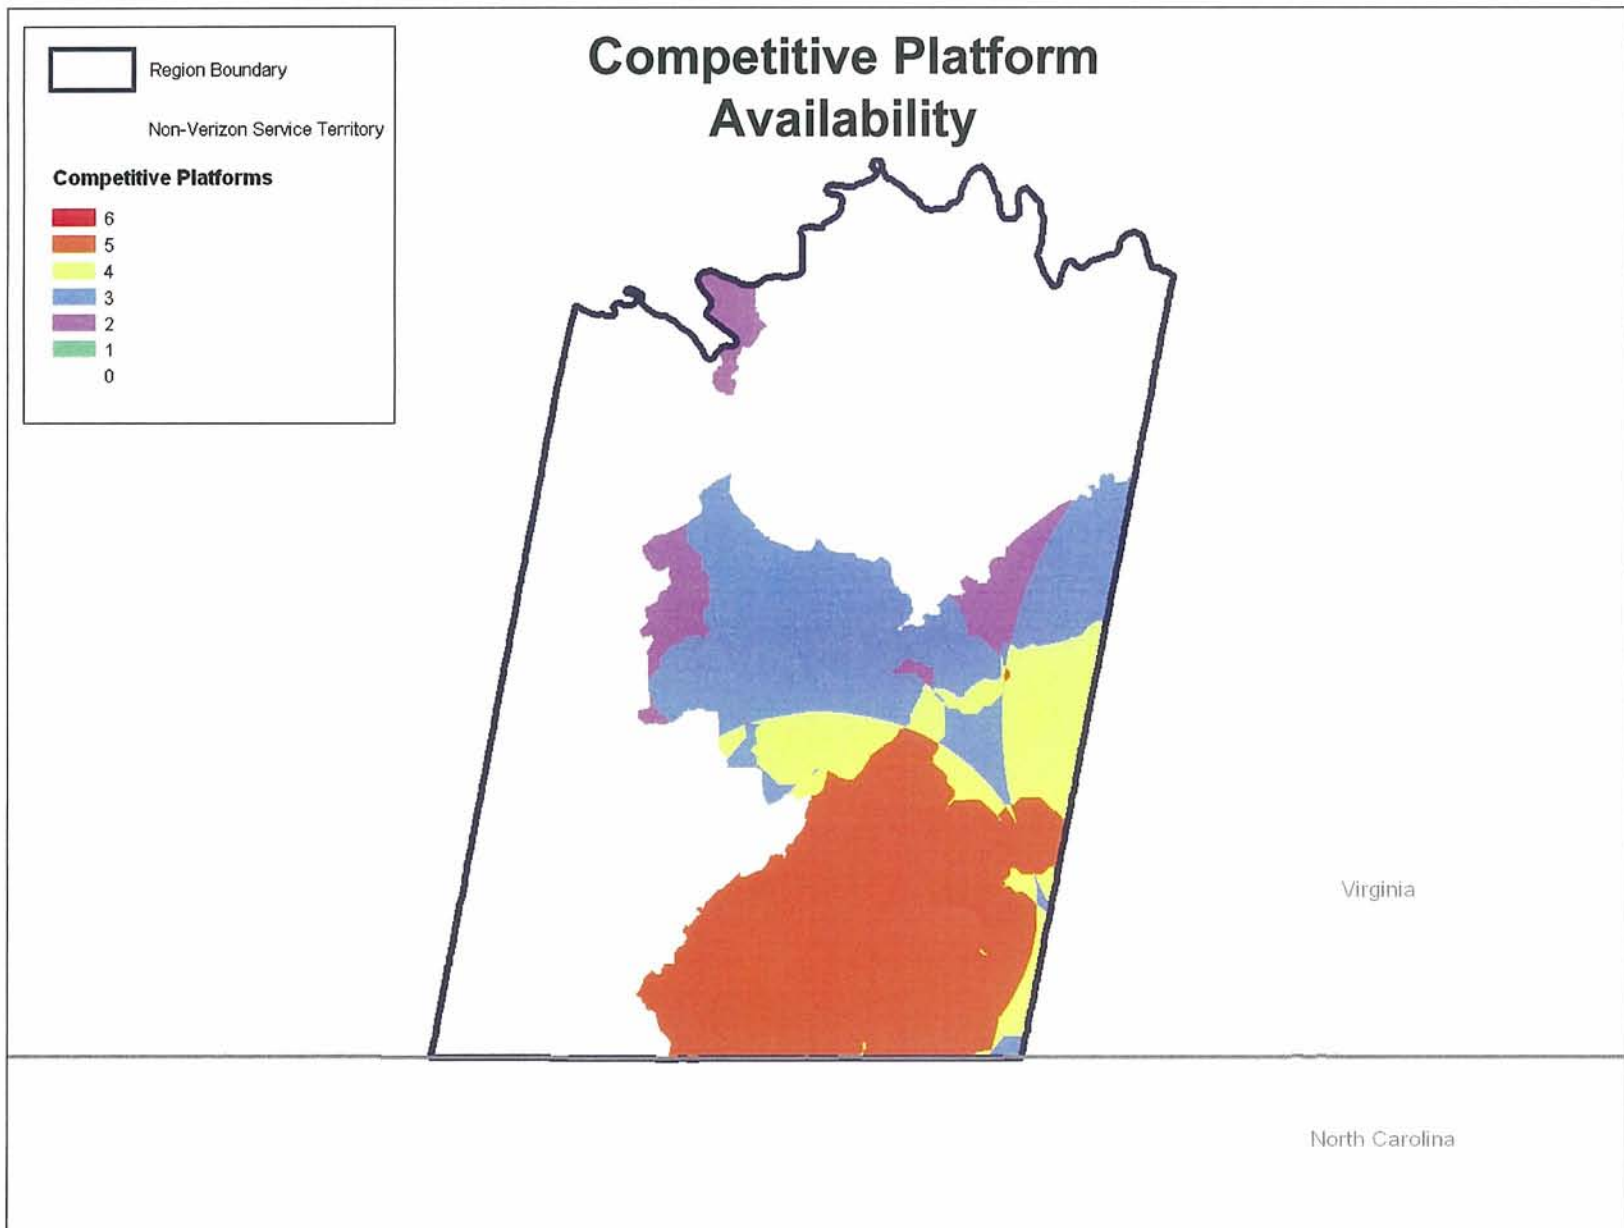 Competitive Platform
Availability
Region Boundary
Non-Verizon Service Territory
Competitive Platforms
6
5
4
3
2
1
0
Virginia
North Carolina